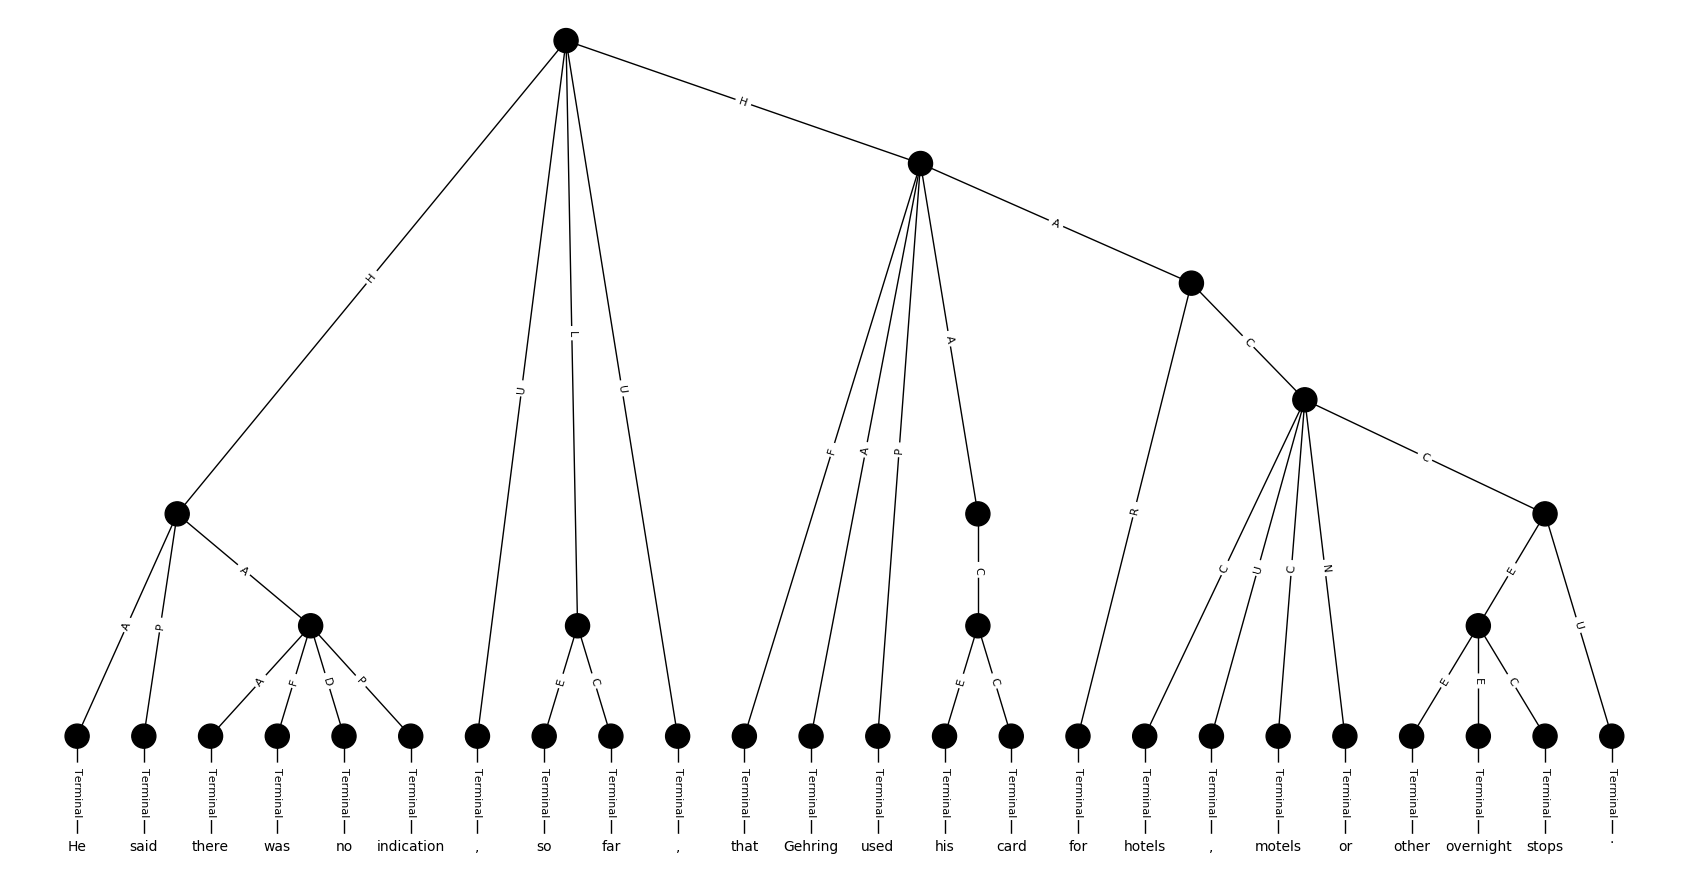 H
H
A
L
A
C
U
U
F
A
P
C
R
A
C
C
U
C
N
E
A
P
A
F
D
P
E
C
E
C
E
E
C
U
Terminal Terminal Terminal Terminal Terminal Terminal Terminal Terminal Terminal Terminal Terminal Terminal Terminal Terminal Terminal Terminal Terminal Terminal Terminal Terminal Terminal Terminal Terminal Terminal
He said there was no indication , so far , that Gehring used his card for hotels , motels or other overnight stops .